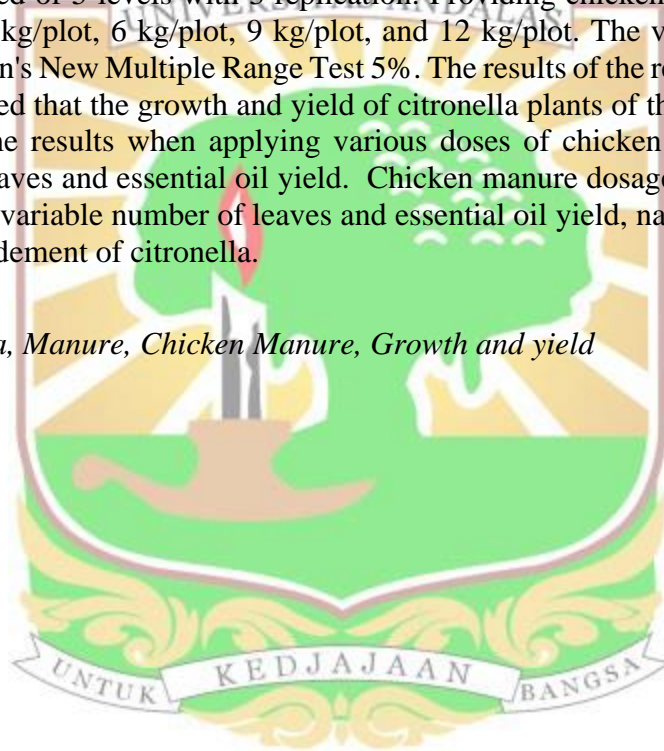 ed of 5 levels with 3 replication. Providing chicken
kg/plot, 6 kg/plot, 9 kg/plot, and 12 kg/plot. The v
n's New Multiple Range Test 5%. The results of the re
ed that the growth and yield of citronella plants of th
ne results when applying various doses of chicken
eaves and essential oil yield. Chicken manure dosage
variable number of leaves and essential oil yield, na
dement of citronella.
a, Manure, Chicken Manure, Growth and yield
UNTUK KEDJAJAAN BANGSA